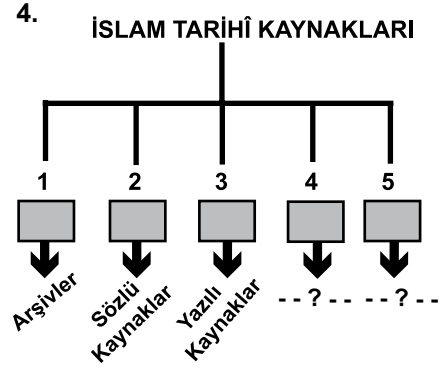 4.
İSLAM TARİHÎ KAYNAKLARI
1 2 3 4 5
Arşivler
Sözlü
Kaynaklar
Yazılı
Kaynaklar
- - ? - -
- - ? - -